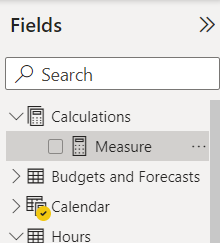 Fields
Search
Calculations
Measure
Budgets and Forecasts
Calendar
Hours